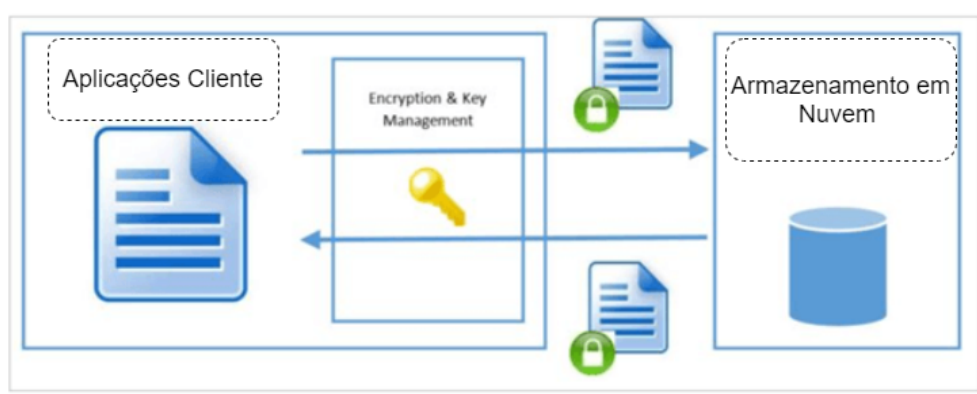 Aplicações Cliente
Encryption & Key
Management
Armazenamento em
Nuvem